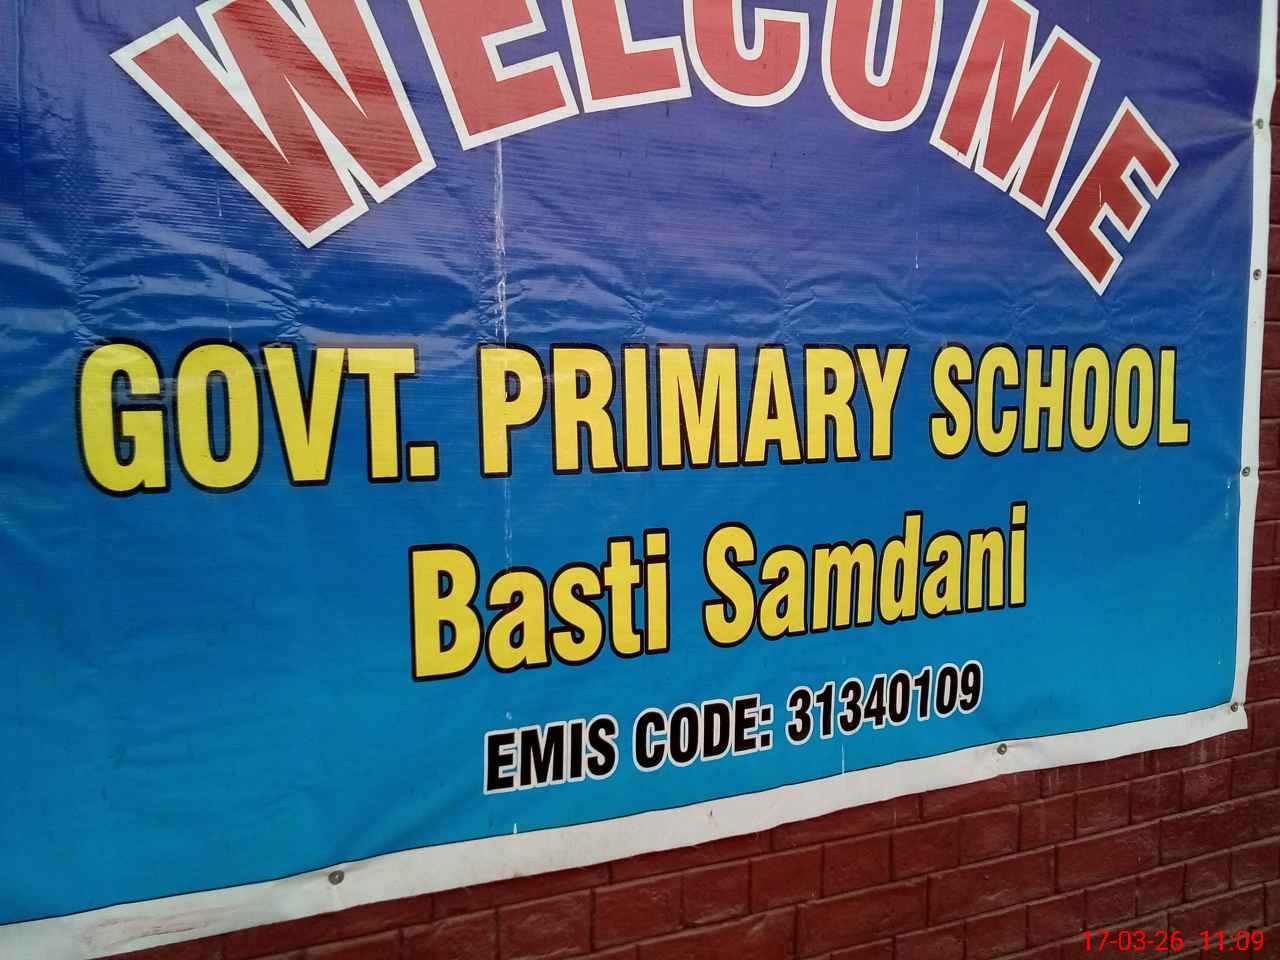 WELCOME
GOVT. PRIMARY SCHOOL
Basti Samdani
EMIS CODE: 31340109
17-03-26 11:09